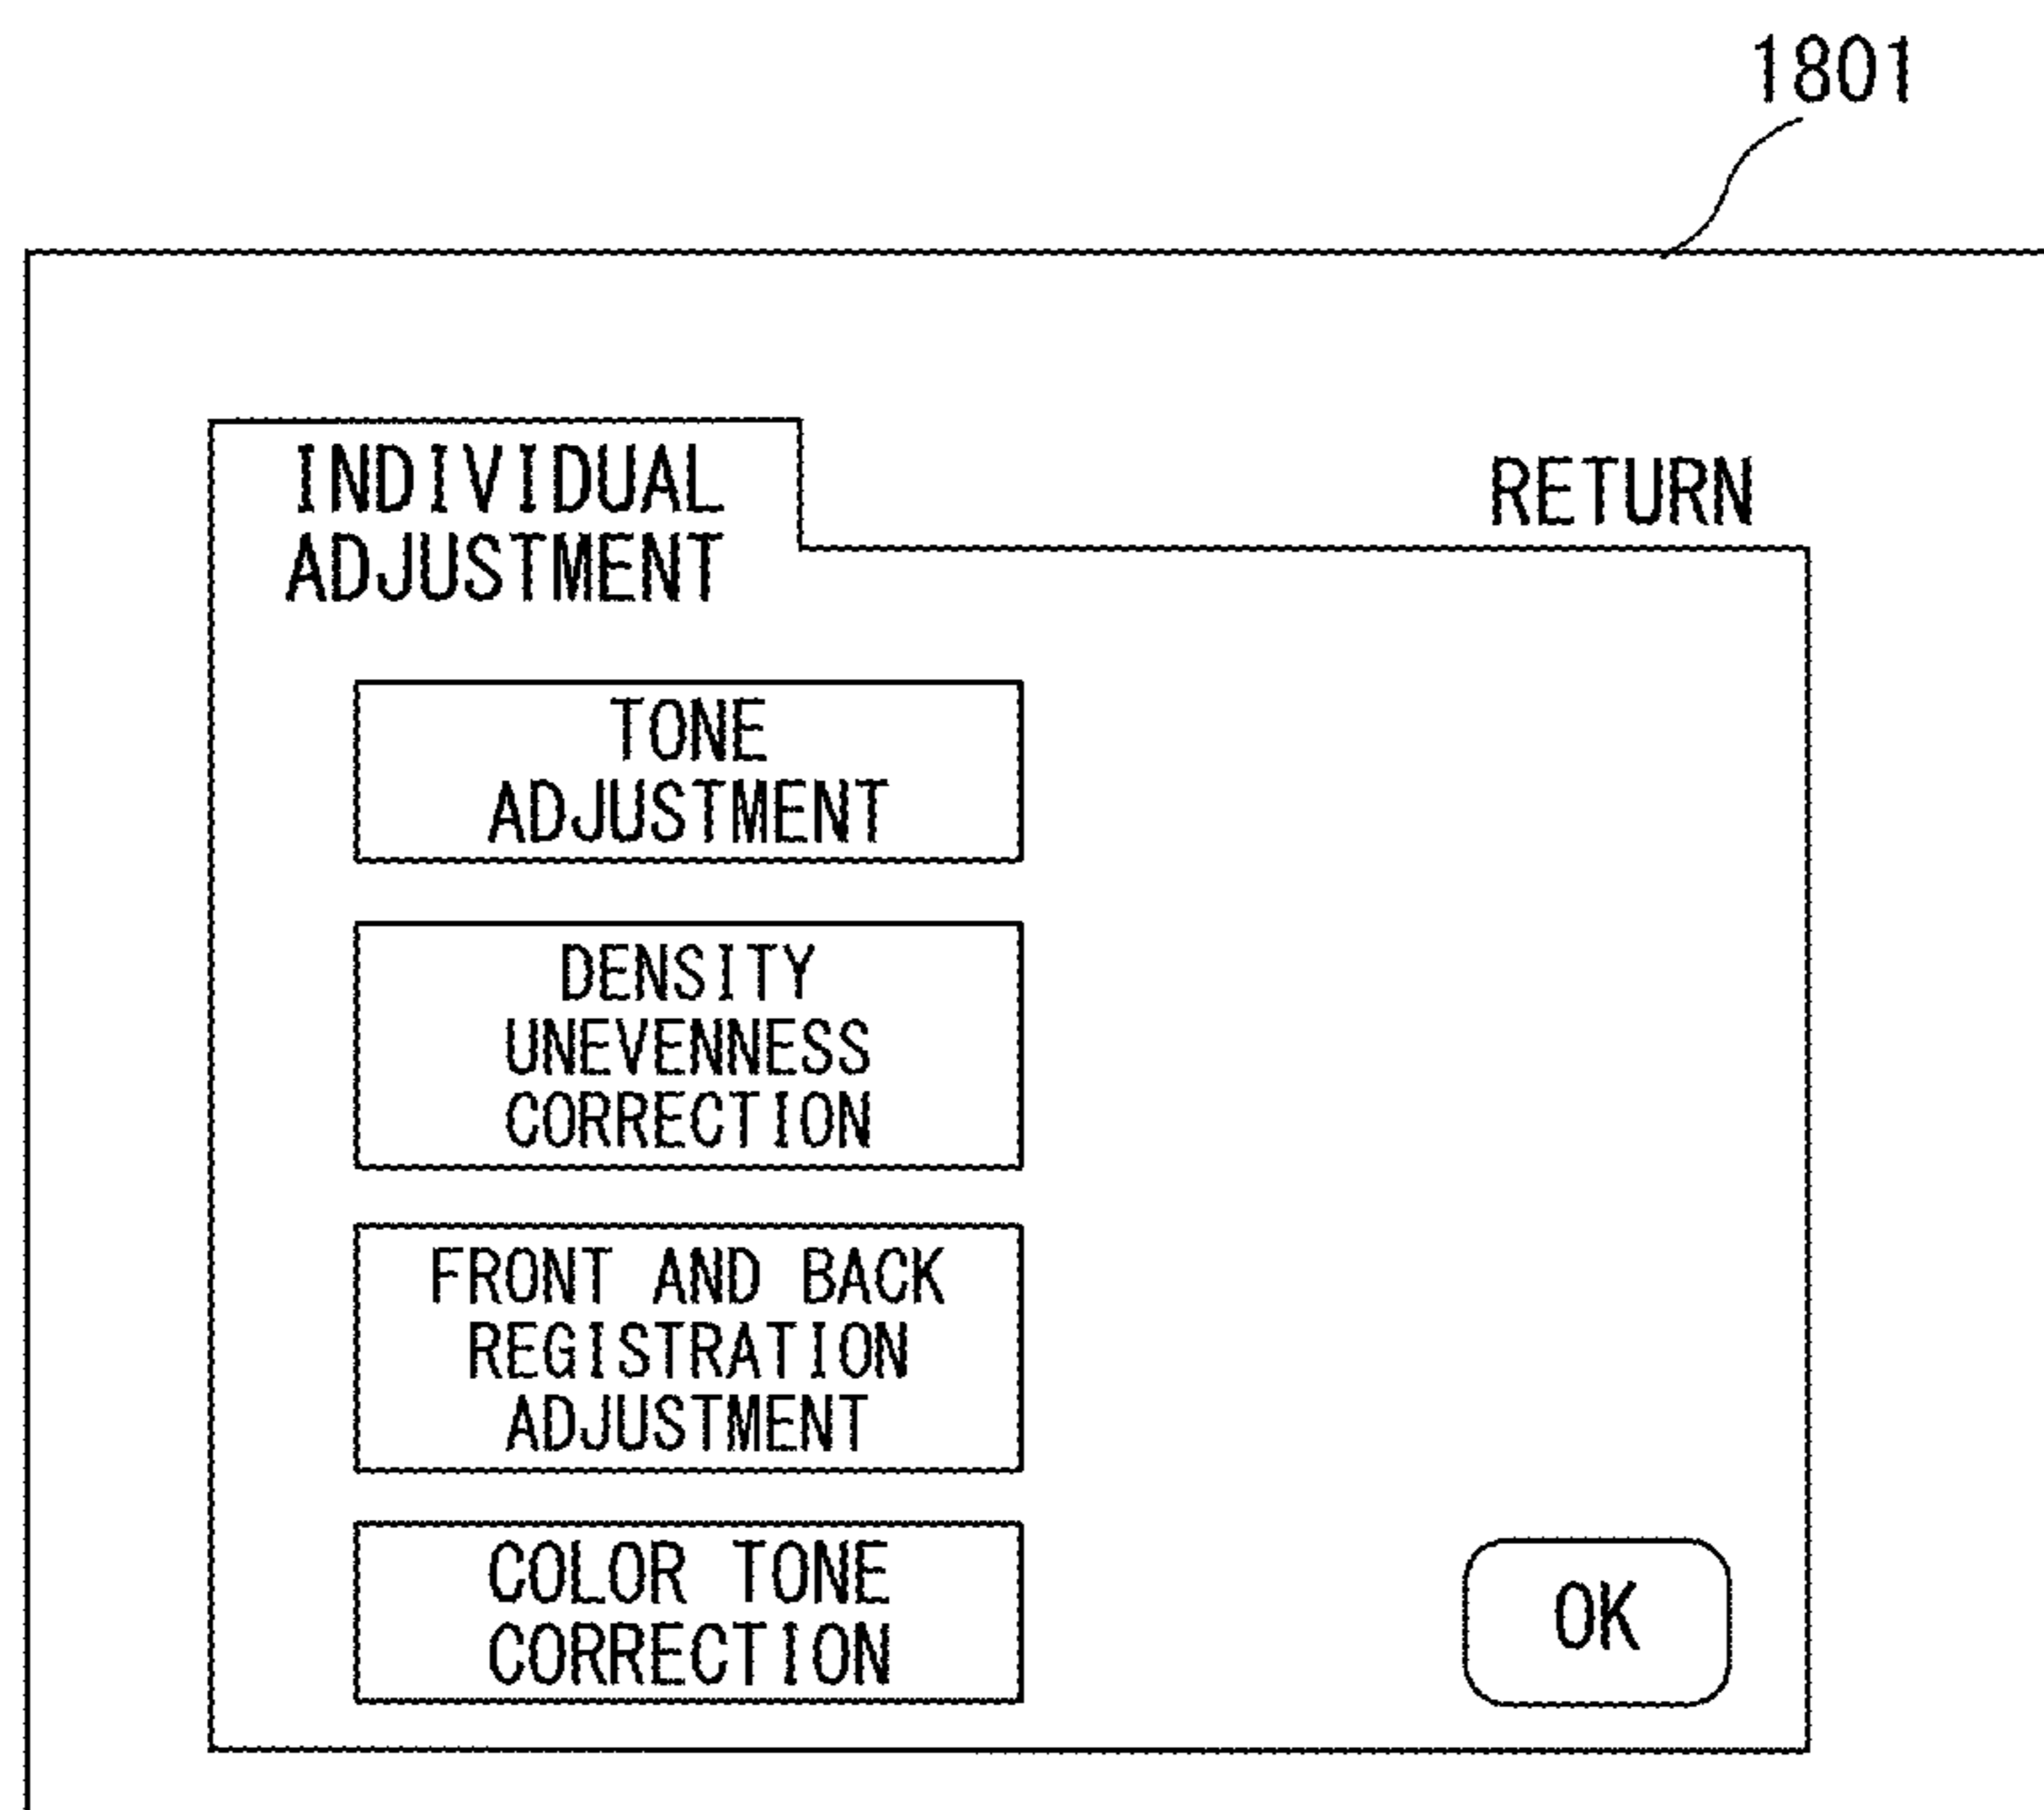 1801
INDIVIDUAL
ADJUSTMENT
RETURN
TONE
ADJUSTMENT
DENSITY
UNEVENNESS
CORRECTION
FRONT AND BACK
REGISTRATION
ADJUSTMENT
COLOR TONE
CORRECTION
OK